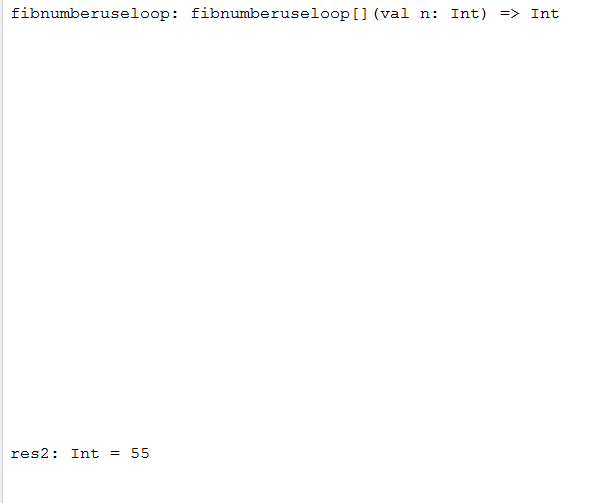 fibnumberuseloop: fibnumberuseloop[](val n: Int) => Int
res2: Int = 55